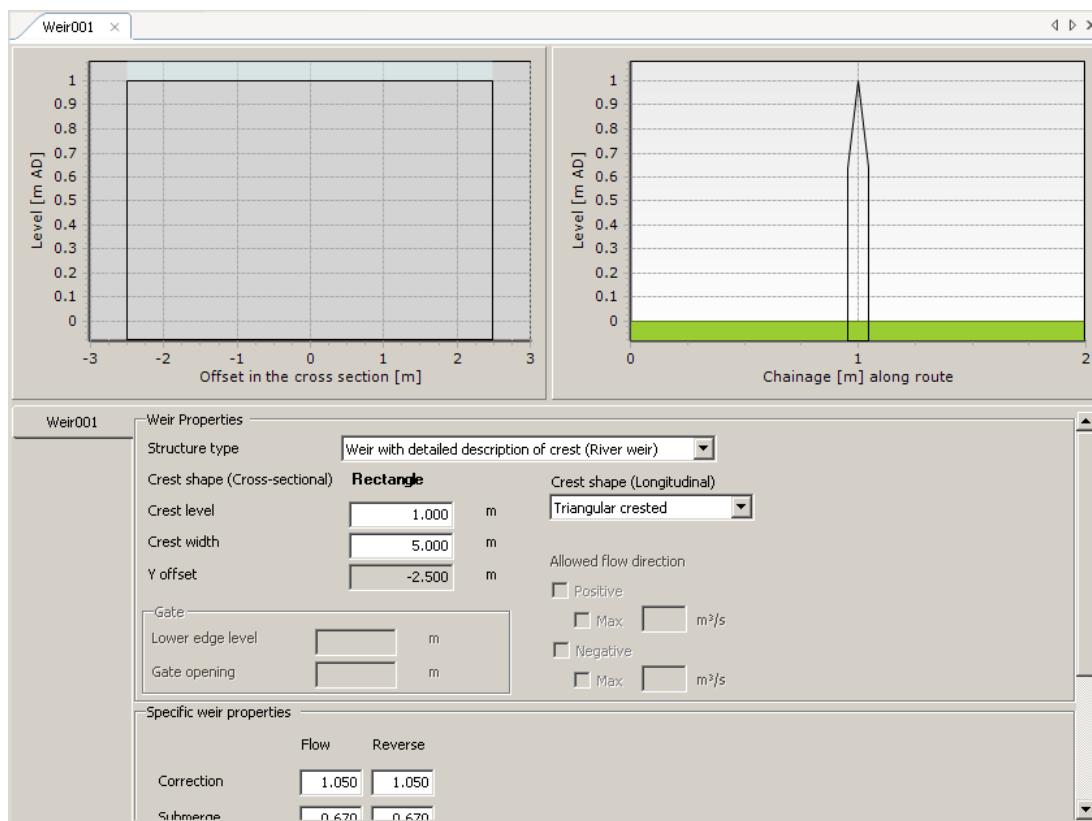 Weir001
1
0.9
0.8
0.7
0.6
0.5
0.4
0.3
0.2
0.1
0
Level [m AD]
-3 -2 -1 0 1 2 3
Offset in the cross section [m]
1
0.9
0.8
0.7
0.6
0.5
0.4
0.3
0.2
0.1
0
Level [m AD]
0 1 2
Chainage [m] along route
Weir001
Weir Properties
Structure type Weir with detailed description of crest (River weir)
Crest shape (Cross-sectional) Rectangle Crest shape (Longitudinal)
Crest level 1.000 m Triangular crested
Crest width 5.000 m
Y offset -2.500 m Allowed flow direction
Positive
Gate Max m³/s
Lower edge level m Negative
Gate opening m Max m³/s
Specific weir properties
Flow Reverse
Correction 1.050 1.050
Submerge 0.670 0.670